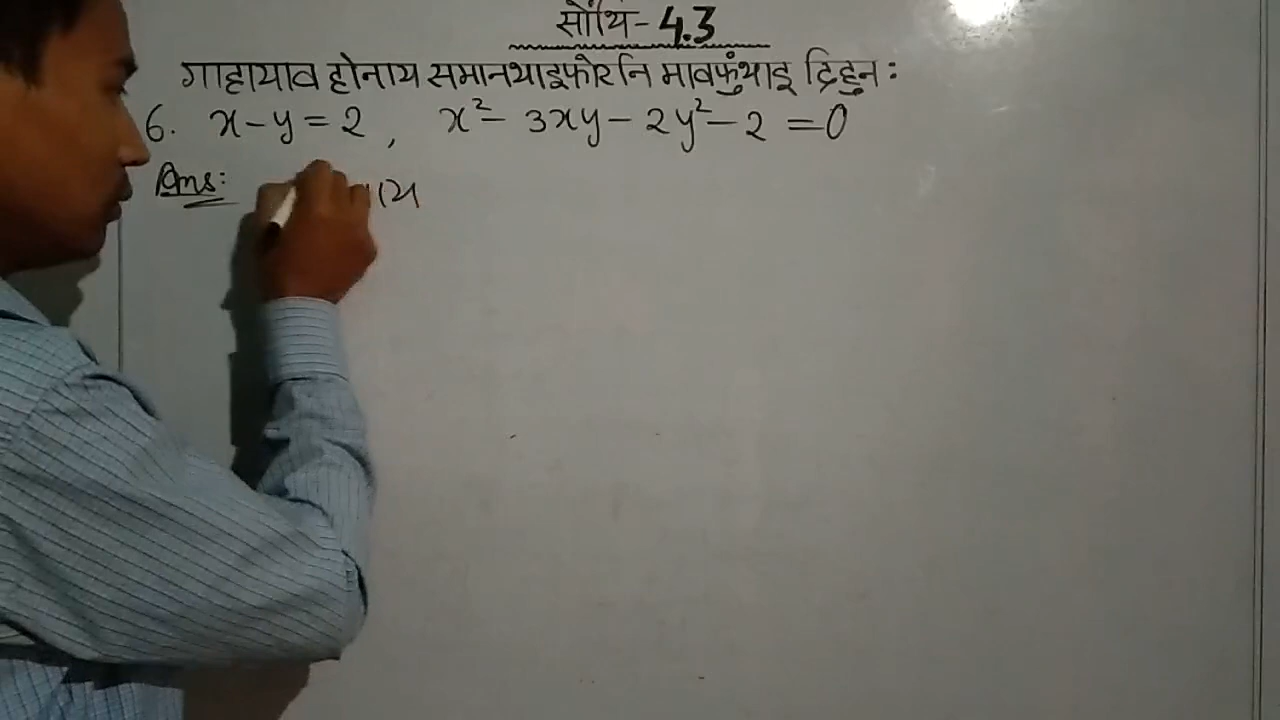 सोंथि - 4.3
गाहायाव होनाय समानथाइफोरनि मावफुंथाइ दिहुन:
6. x - y = 2 , x² - 3xy - 2y² - 2 = 0
Ans: